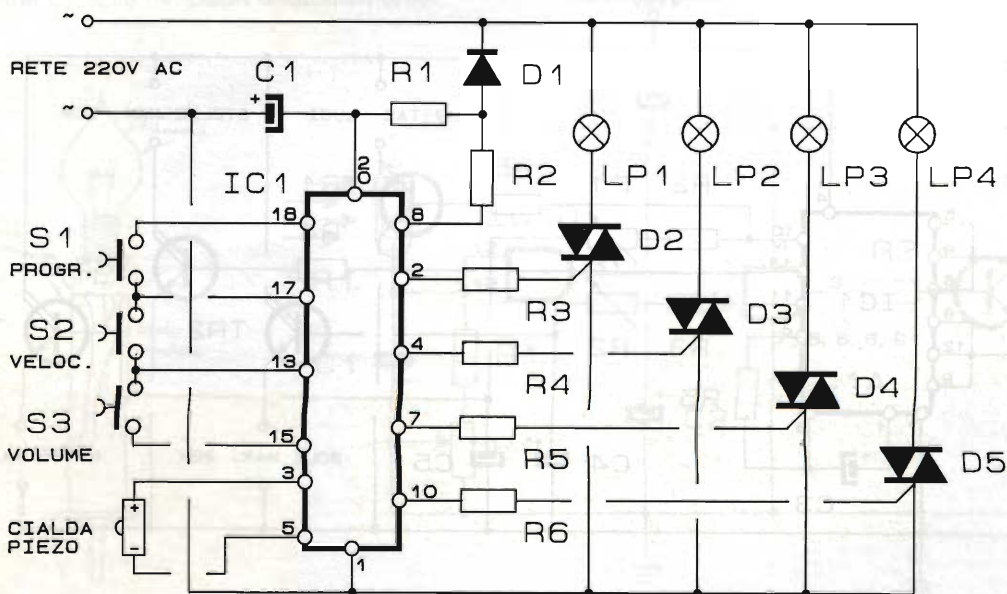 ~
RETE 220V AC
~
C1
+
R1
D1
R2
LP1
LP2
LP3
LP4
IC1
20
18
8
S1
PROGR.
17
2
R3
D2
S2
VELOC.
13
4
R4
D3
S3
VOLUME
15
7
R5
D4
3
10
R6
D5
CIALDA
PIEZO
+
-
5
1